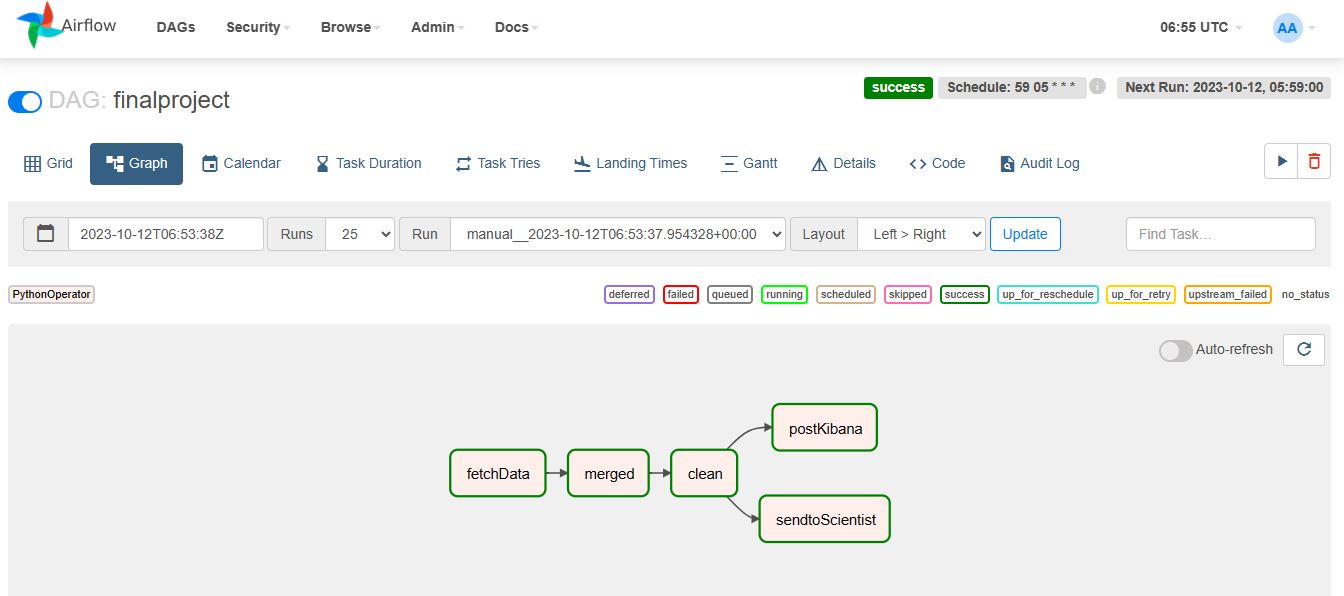 Airflow DAGs Security Browse Admin Docs 06:55 UTC AA
success Schedule: 59 05 * * * i Next Run: 2023-10-12, 05:59:00
DAG: finalproject
Grid Graph Calendar Task Duration Task Tries Landing Times Gantt Details Code Audit Log
2023-10-12T06:53:38Z Runs 25 Run manual__2023-10-12T06:53:37.954328+00:00 Layout Left > Right Update Find Task...
PythonOperator deferred failed queued running scheduled skipped success up_for_reschedule up_for_retry upstream_failed no_status
Auto-refresh
postKibana
fetchData merged clean
sendtoScientist